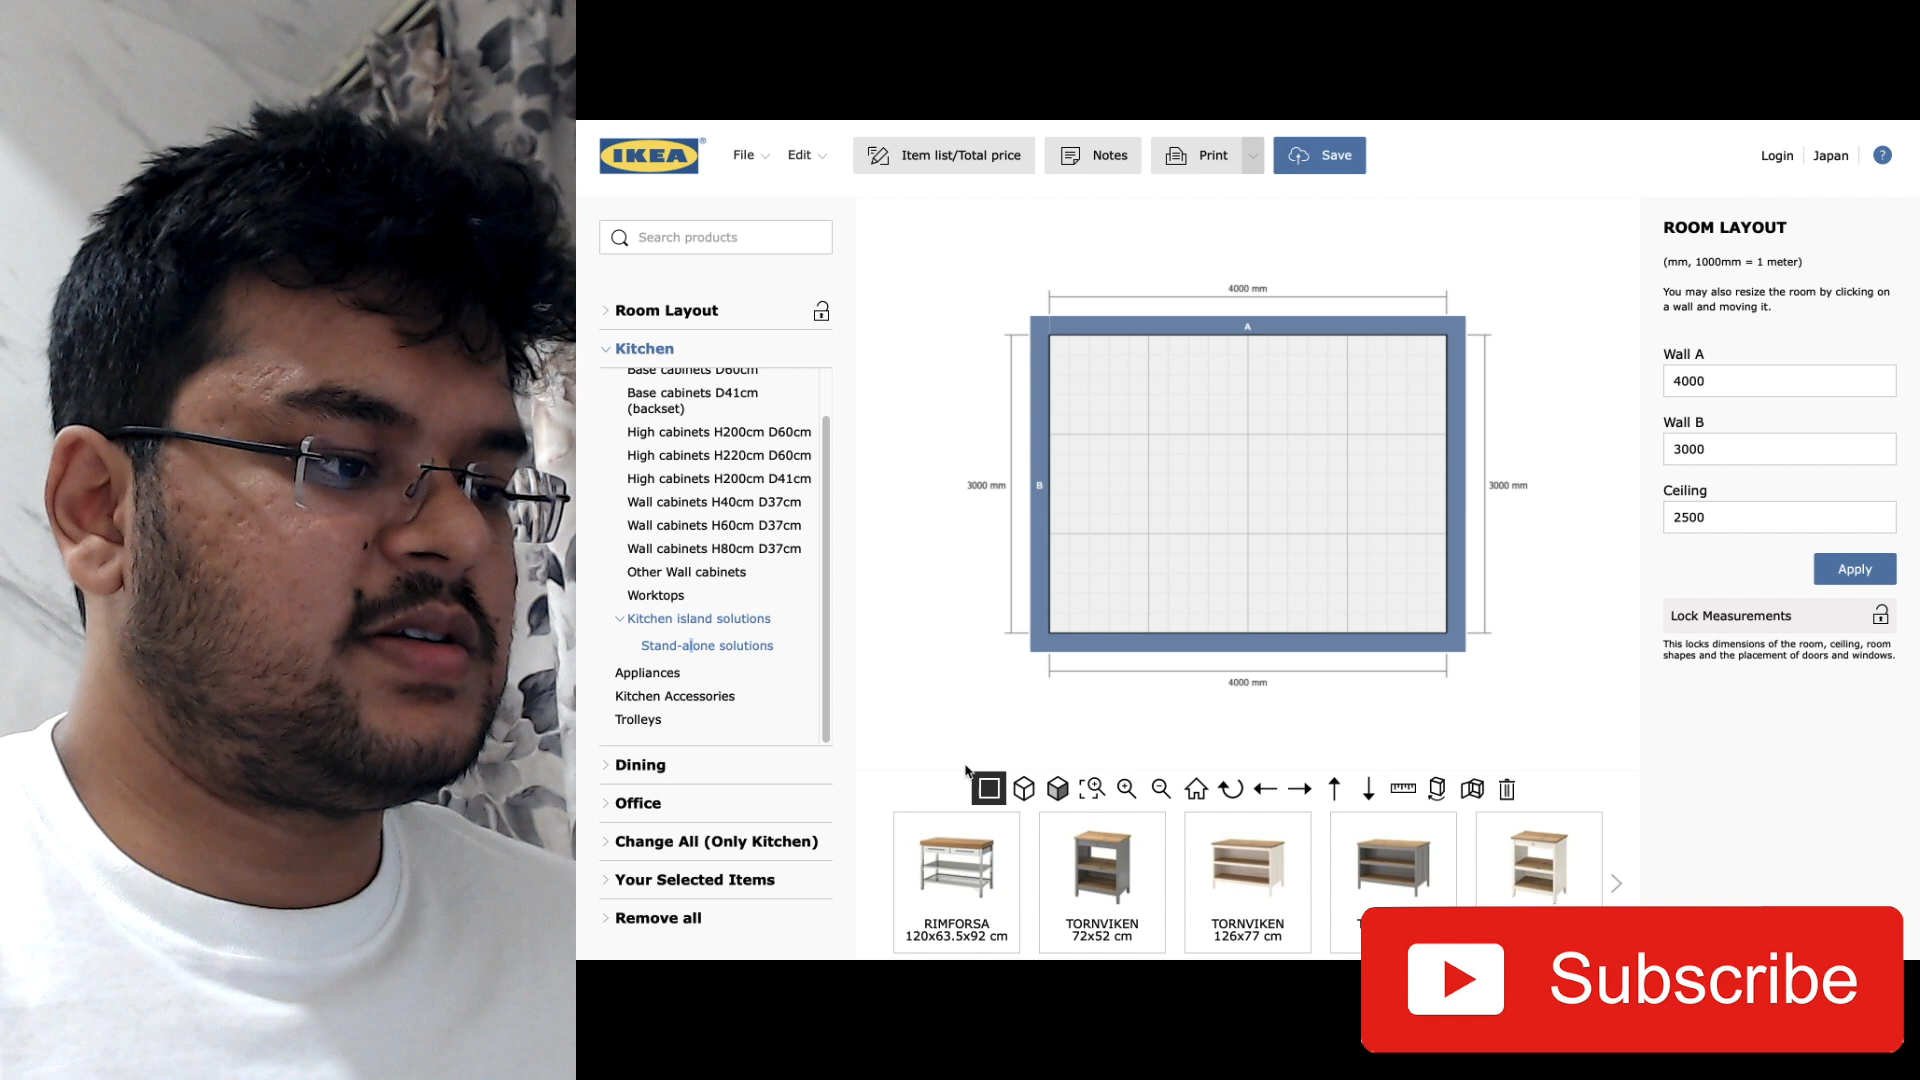 IKEA
File
Edit
Item list/Total price
Notes
Print
Save
Login
Japan
?
Search products
Room Layout
Kitchen
Base cabinets D60cm
Base cabinets D41cm
(backset)
High cabinets H200cm D60cm
High cabinets H220cm D60cm
High cabinets H200cm D41cm
Wall cabinets H40cm D37cm
Wall cabinets H60cm D37cm
Wall cabinets H80cm D37cm
Other Wall cabinets
Worktops
Kitchen island solutions
Stand-alone solutions
Appliances
Kitchen Accessories
Trolleys
Dining
Office
Change All (Only Kitchen)
Your Selected Items
Remove all
4000 mm
A
3000 mm
B
3000 mm
4000 mm
RIMFORSA
120x63.5x92 cm
TORNVIKEN
72x52 cm
TORNVIKEN
126x77 cm
ROOM LAYOUT
(mm, 1000mm = 1 meter)
You may also resize the room by clicking on
a wall and moving it.
Wall A
4000
Wall B
3000
Ceiling
2500
Apply
Lock Measurements
This locks dimensions of the room, ceiling, room
shapes and the placement of doors and windows.
Subscribe